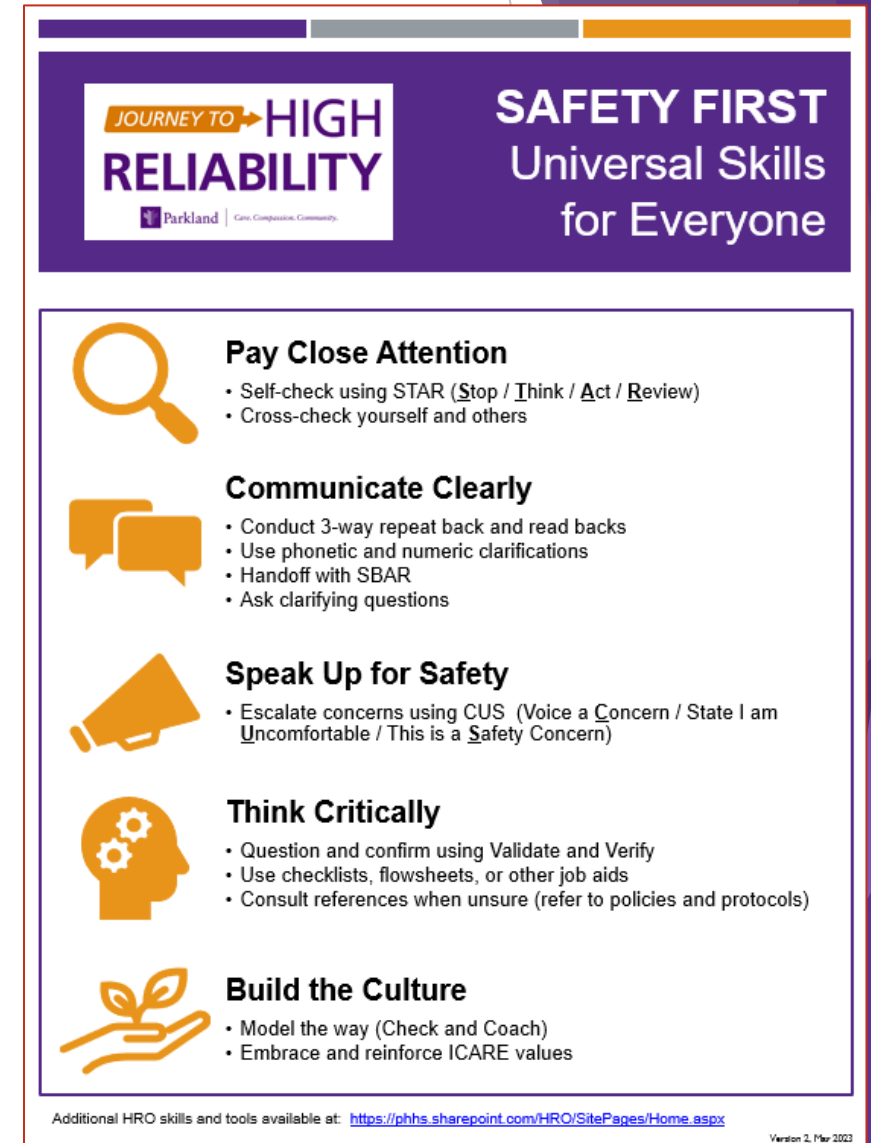 JOURNEY TO HIGH
RELIABILITY
Parkland | Care. Compassion. Community.
SAFETY FIRST
Universal Skills
for Everyone
Pay Close Attention
• Self-check using STAR (Stop / Think / Act / Review)
• Cross-check yourself and others
Communicate Clearly
• Conduct 3-way repeat back and read backs
• Use phonetic and numeric clarifications
• Handoff with SBAR
• Ask clarifying questions
Speak Up for Safety
• Escalate concerns using CUS (Voice a Concern / State I am
Uncomfortable / This is a Safety Concern)
Think Critically
• Question and confirm using Validate and Verify
• Use checklists, flowsheets, or other job aids
• Consult references when unsure (refer to policies and protocols)
Build the Culture
• Model the way (Check and Coach)
• Embrace and reinforce ICARE values
Additional HRO skills and tools available at: https://phhs.sharepoint.com/HRO/SitePages/Home.aspx
Version 2, Mar 2023